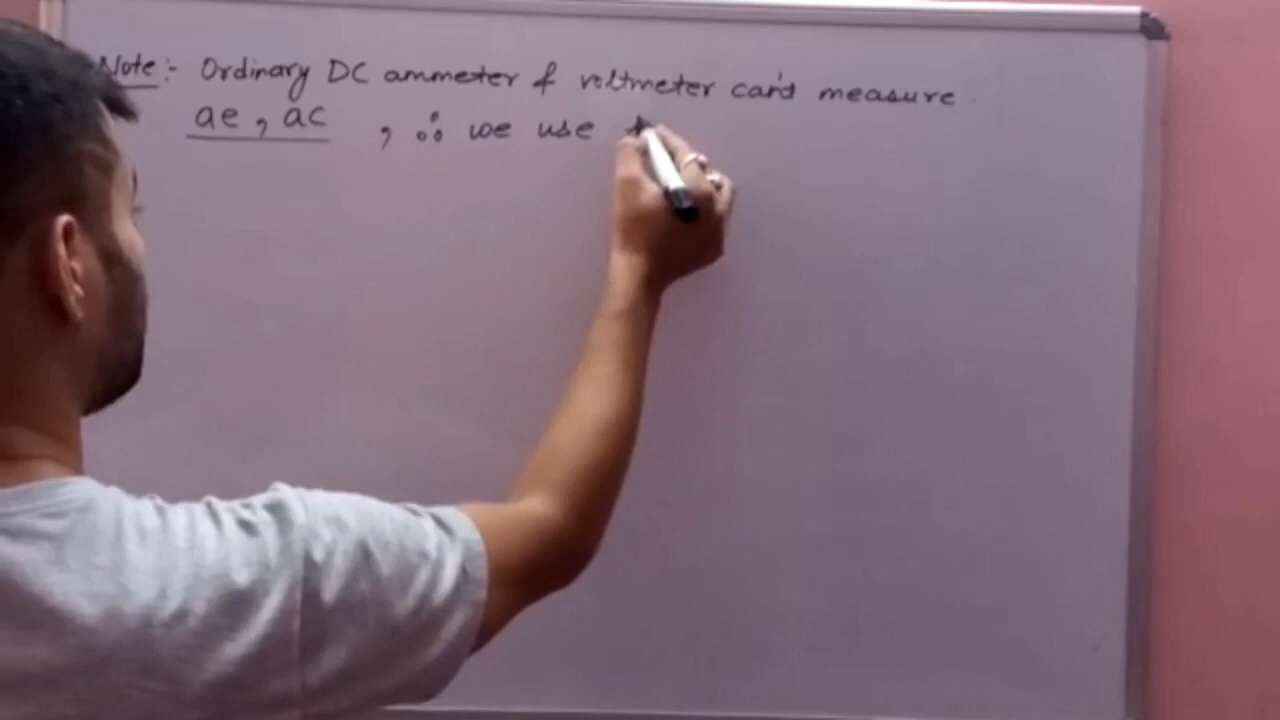 Note :- Ordinary DC ammeter & voltmeter can't measure
ae , ac , ∴ we use